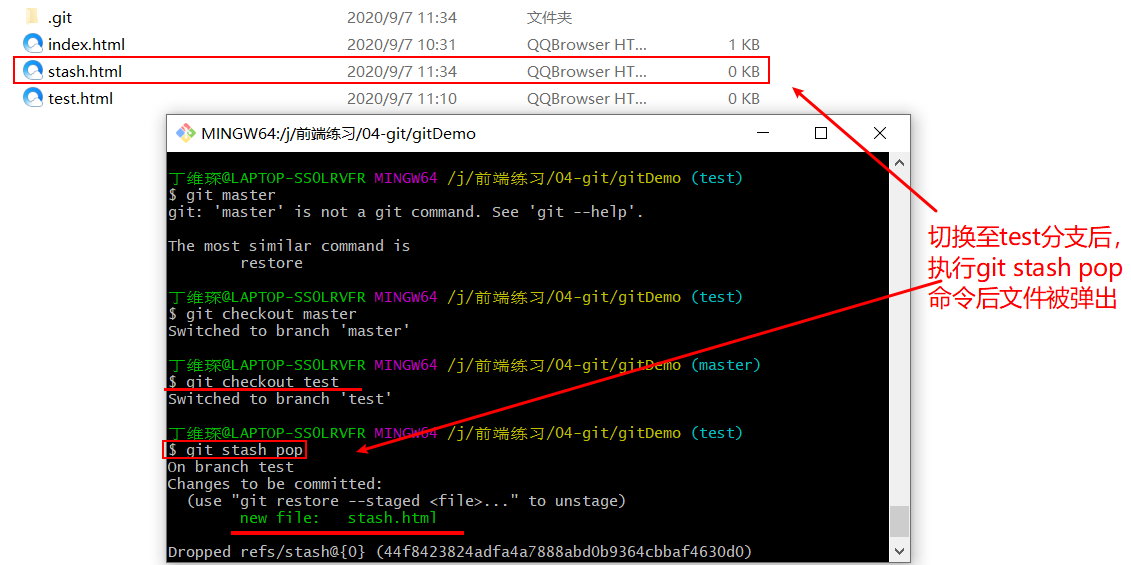 .git 2020/9/7 11:34 文件夹
index.html 2020/9/7 10:31 QQBrowser HT... 1 KB
stash.html 2020/9/7 11:34 QQBrowser HT... 0 KB
test.html 2020/9/7 11:10 QQBrowser HT... 0 KB
MINGW64:/j/前端练习/04-git/gitDemo
丁维琛@LAPTOP-SSOLRVFR MINGW64 /j/前端练习/04-git/gitDemo (test)
$ git master
git: 'master' is not a git command. See 'git --help'.
The most similar command is
restore
丁维琛@LAPTOP-SSOLRVFR MINGW64 /j/前端练习/04-git/gitDemo (test)
$ git checkout master
Switched to branch 'master'
丁维琛@LAPTOP-SSOLRVFR MINGW64 /j/前端练习/04-git/gitDemo (master)
$ git checkout test
Switched to branch 'test'
丁维琛@LAPTOP-SSOLRVFR MINGW64 /j/前端练习/04-git/gitDemo (test)
$ git stash pop
On branch test
Changes to be committed:
(use "git restore --staged <file>..." to unstage)
new file: stash.html
Dropped refs/stash@{0} (44f8423824adfa4a7888abd0b9364cbbaf4630d0)
切换至test分支后，
执行git stash pop
命令后文件被弹出